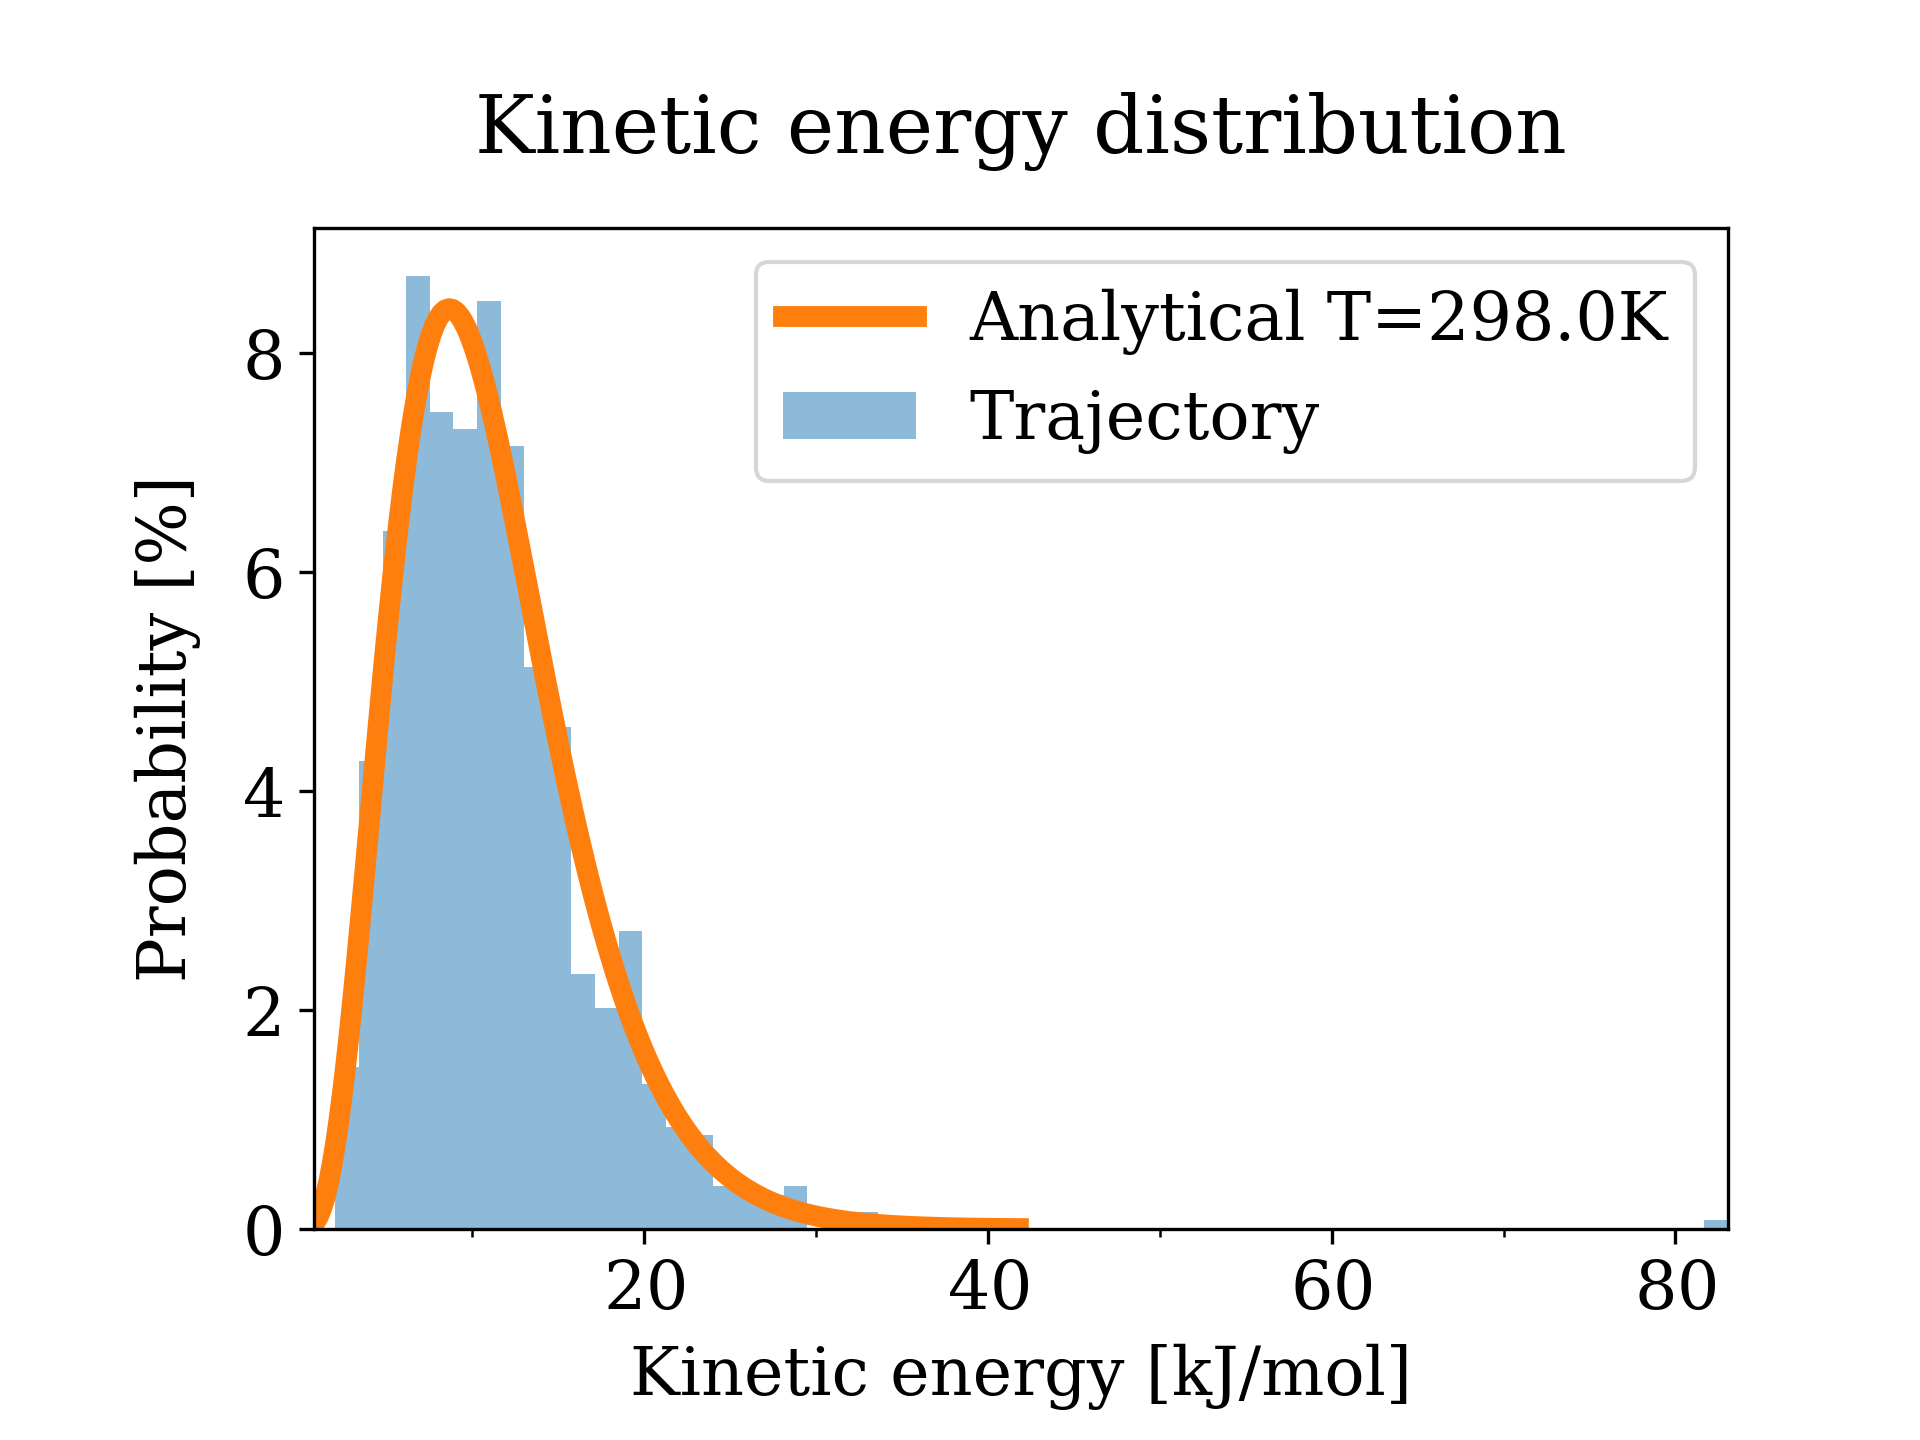 Kinetic energy distribution
Analytical T=298.0K
Trajectory
Probability [%]
8
6
4
2
0
20 40 60 80
Kinetic energy [kJ/mol]